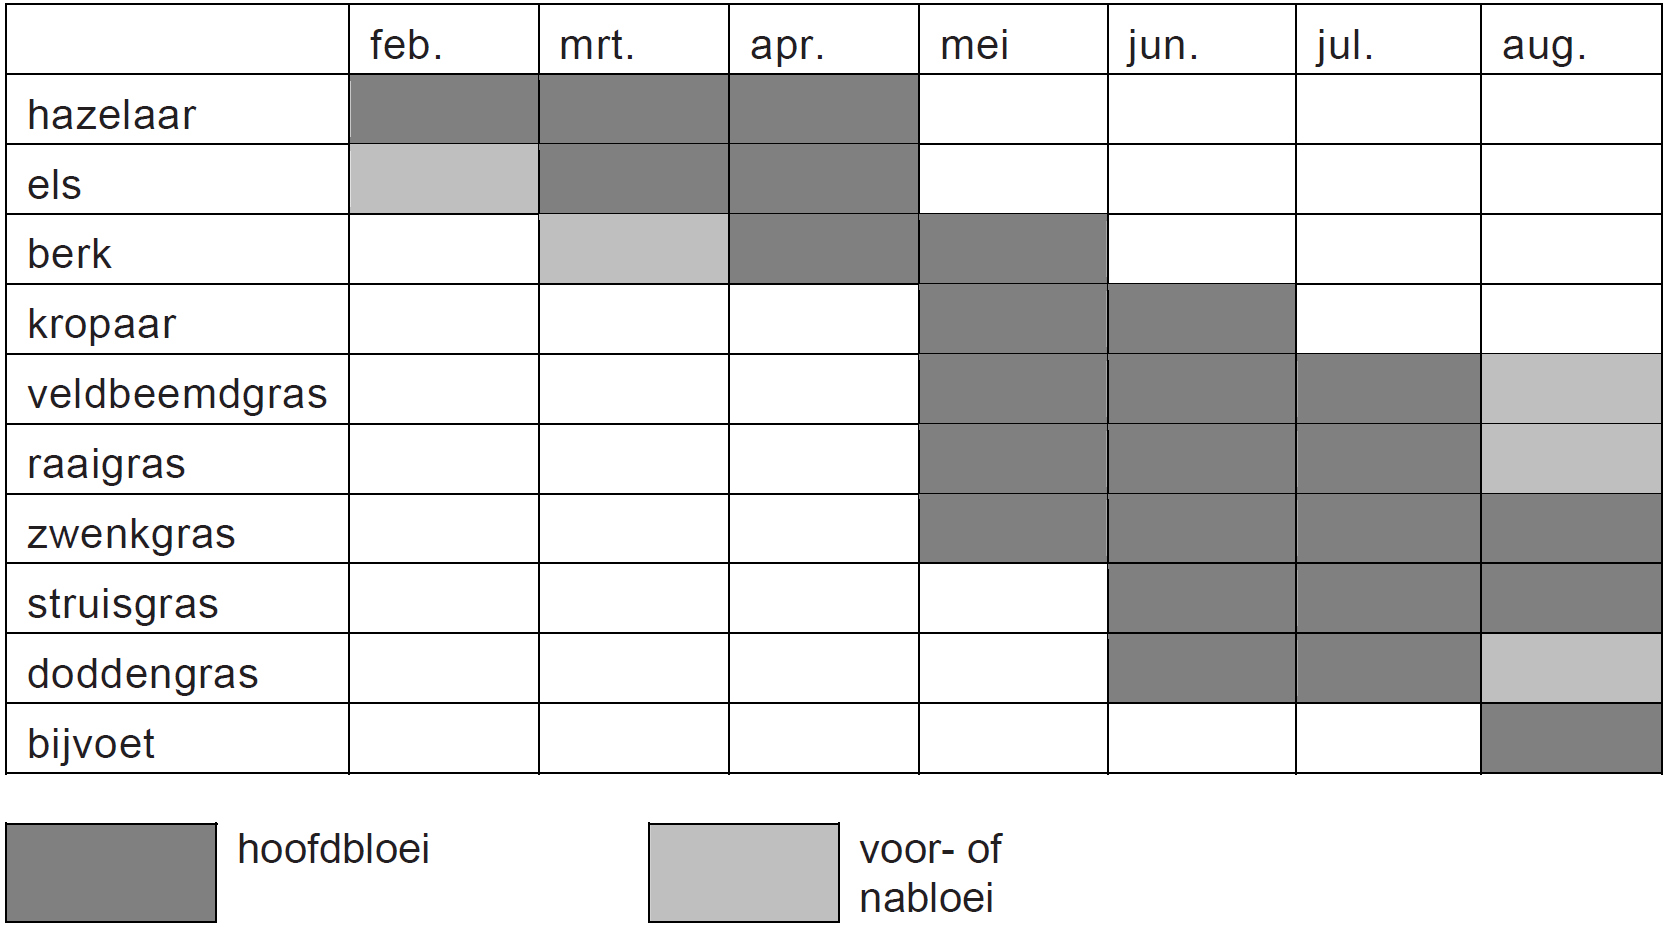 feb. mrt. apr. mei jun. jul. aug.
hazelaar
els
berk
kropaar
veldbeemdgras
raaigras
zwenkgras
struisgras
doddengras
bijvoet
hoofdbloei
voor- of
nabloei